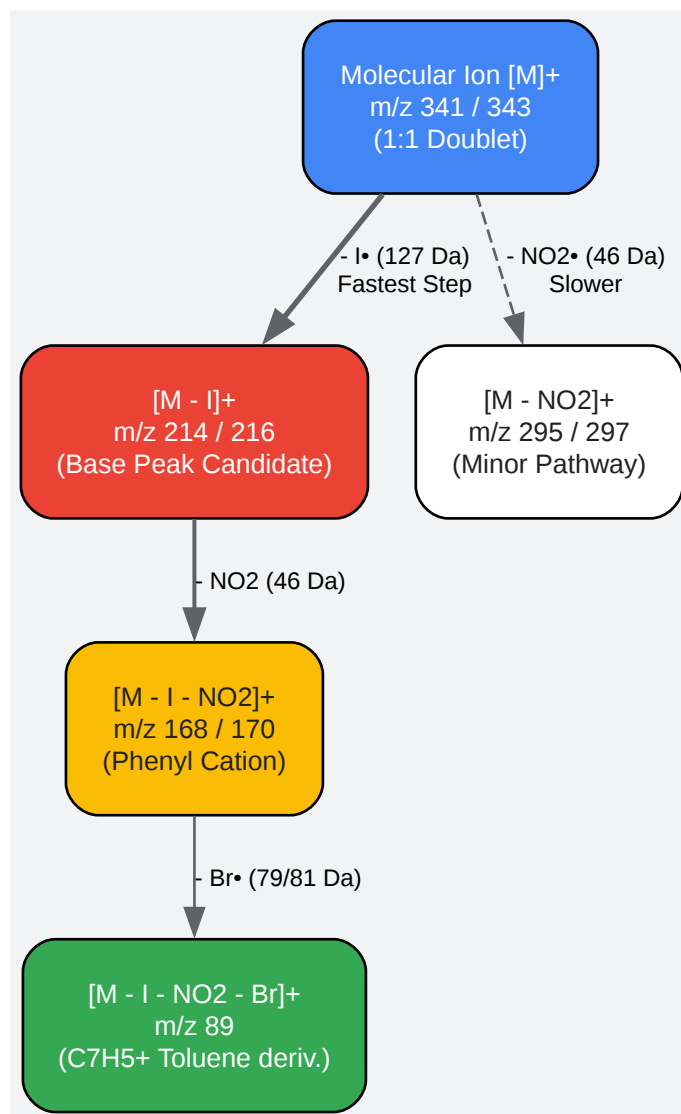 Molecular Ion [M]+
m/z 341 / 343
(1:1 Doublet)
- I• (127 Da)
Fastest Step
- NO2• (46 Da)
Slower
[M - I]+
m/z 214 / 216
(Base Peak Candidate)
[M - NO2]+
m/z 295 / 297
(Minor Pathway)
- NO2 (46 Da)
[M - I - NO2]+
m/z 168 / 170
(Phenyl Cation)
- Br• (79/81 Da)
[M - I - NO2 - Br]+
m/z 89
(C7H5+ Toluene deriv.)